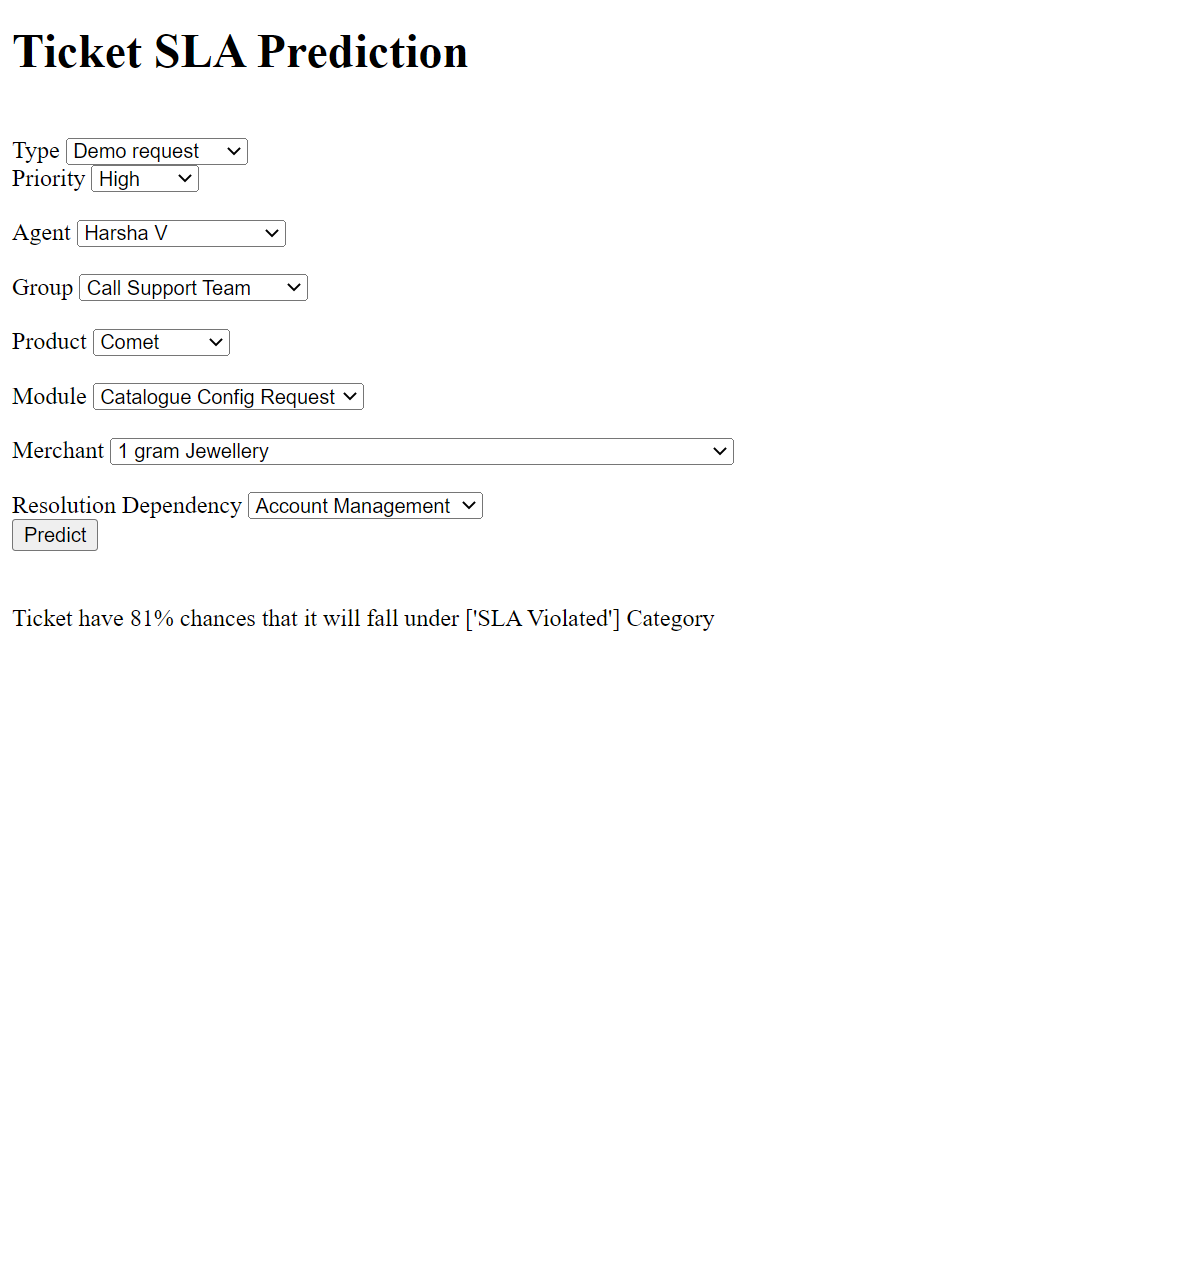 Ticket SLA Prediction
Type Demo request
Priority High
Agent Harsha V
Group Call Support Team
Product Comet
Module Catalogue Config Request
Merchant 1 gram Jewellery
Resolution Dependency Account Management
Predict
Ticket have 81% chances that it will fall under ['SLA Violated'] Category